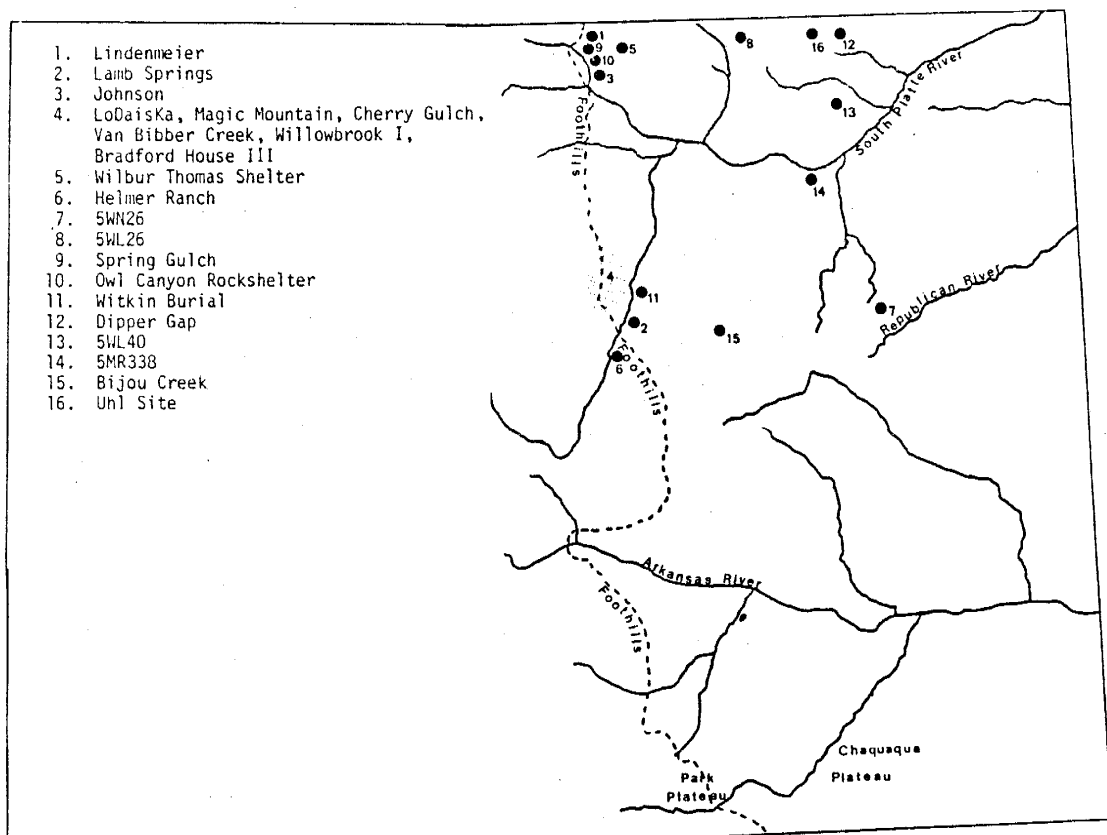 1. Lindenmeier
2. Lamb Springs
3. Johnson
4. LoDaisKa, Magic Mountain, Cherry Gulch,
Van Bibber Creek, Willowbrook I,
Bradford House III
5. Wilbur Thomas Shelter
6. Helmer Ranch
7. 5WN26
8. 5WL26
9. Spring Gulch
10. Owl Canyon Rockshelter
11. Witkin Burial
12. Dipper Gap
13. 5WL40
14. 5MR338
15. Bijou Creek
16. Uhl Site
1
9
5
10
3
8
16
12
13
South Platte River
Foothills
14
4
11
2
15
7
Republican River
6
Foothills
Arkansas River
Foothills
Chaquaqua
Plateau
Park
Plateau